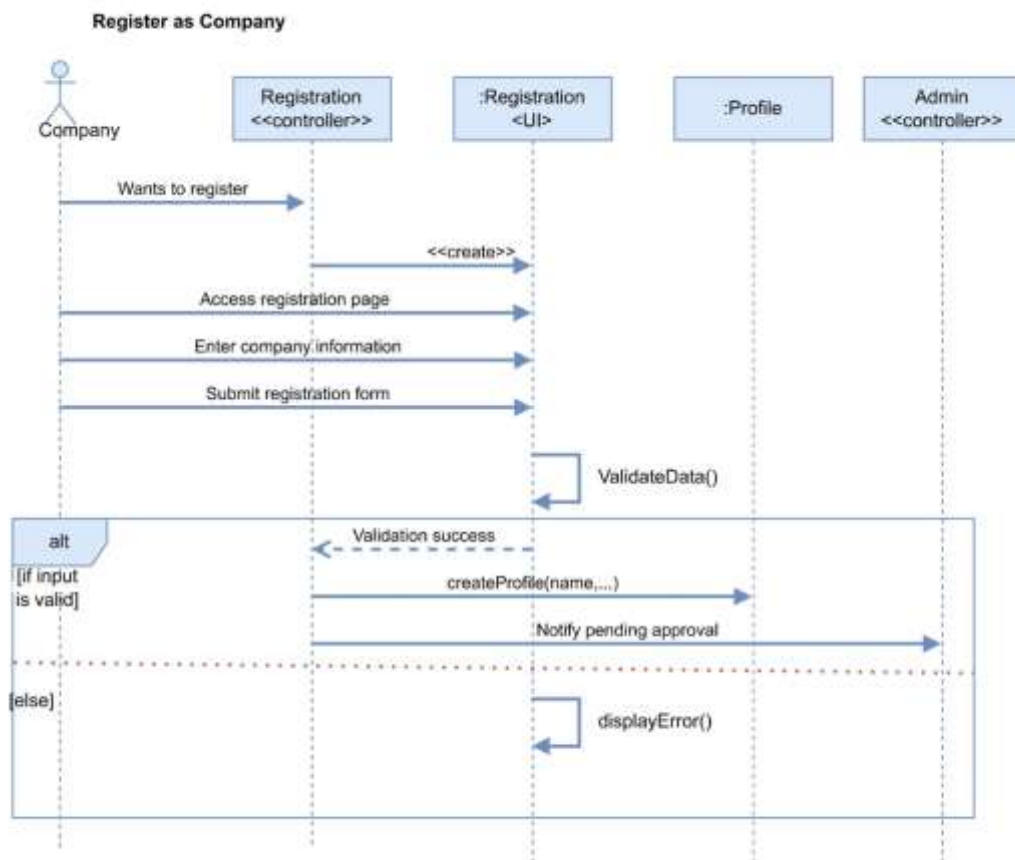 Register as Company
Company
Registration
<<controller>>
:Registration
<UI>
:Profile
Admin
<<controller>>
Wants to register
<<create>>
Access registration page
Enter company information
Submit registration form
ValidateData()
alt
Validation success
[if input
is valid]
createProfile(name,...)
Notify pending approval
[else]
displayError()